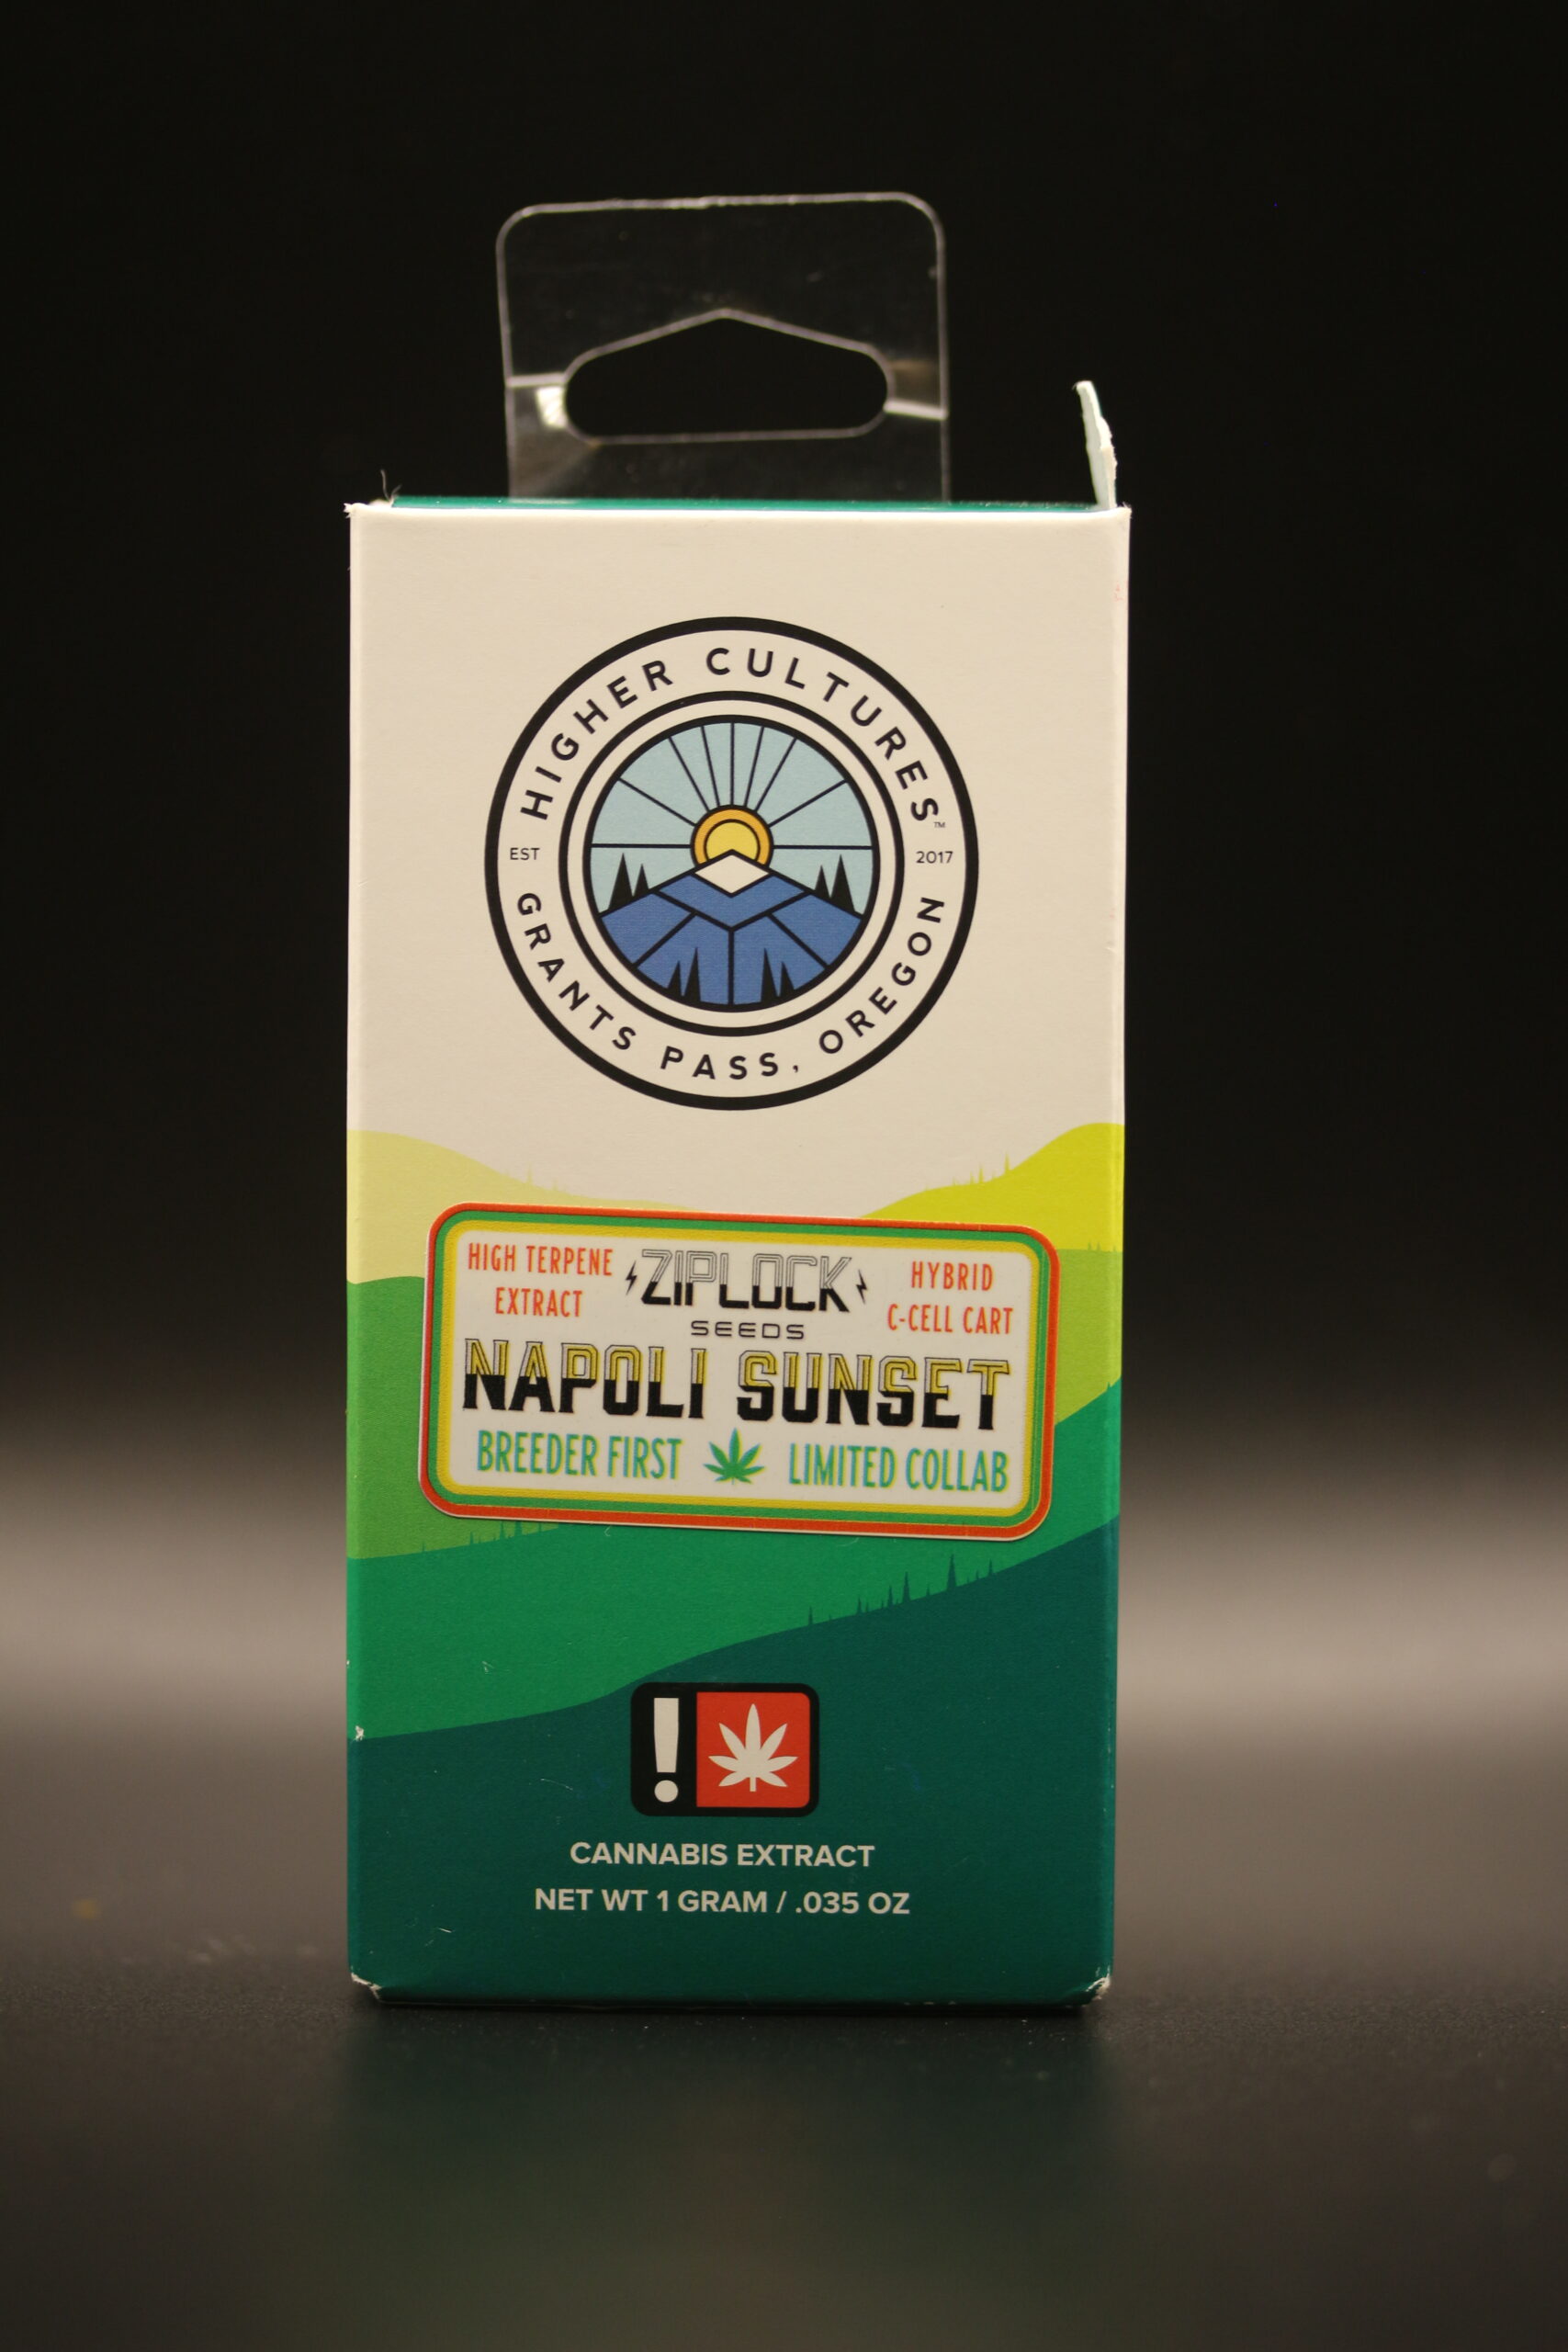 HIGHER CULTURES™
EST 2017
GRANTS PASS, OREGON
HIGH TERPENE
EXTRACT
ZIPLOCK
SEEDS
HYBRID
C-CELL CART
NAPOLI SUNSET
BREEDER FIRST LIMITED COLLAB
!
CANNABIS EXTRACT
NET WT 1 GRAM / .035 OZ